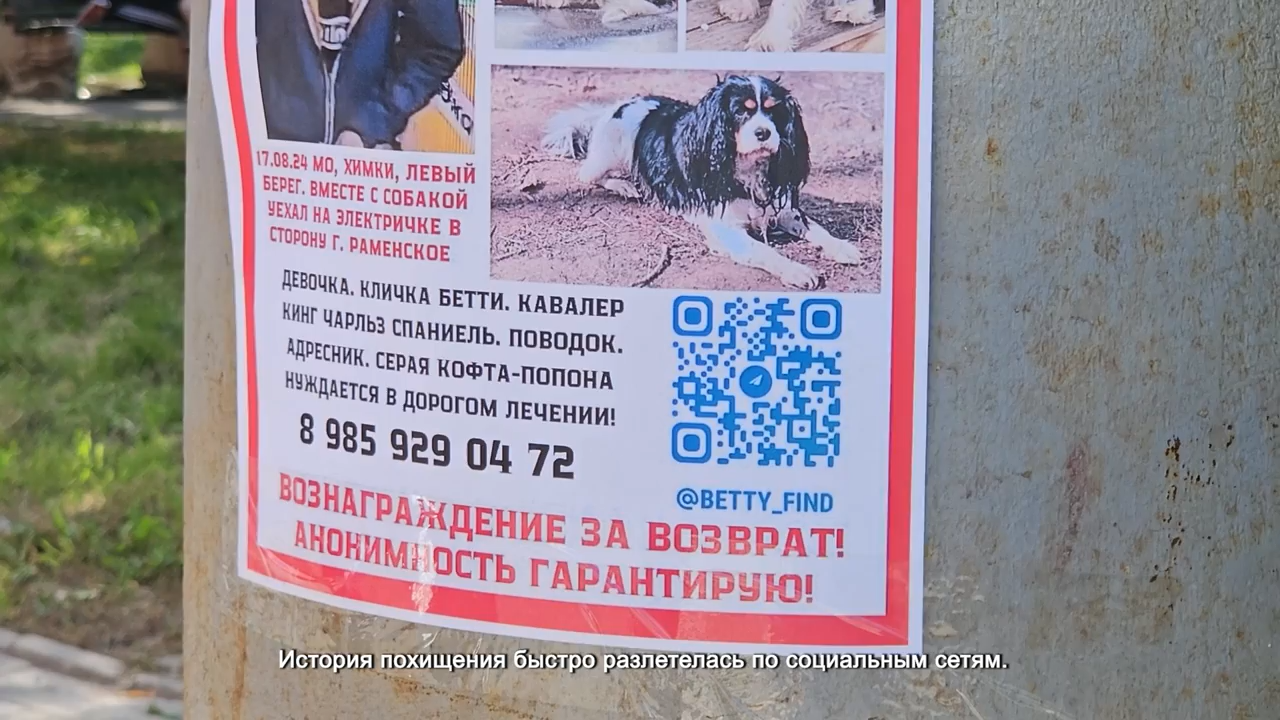 17.08.24 МО, ХИМКИ, ЛЕВЫЙ
БЕРЕГ. ВМЕСТЕ С СОБАКОЙ
УЕХАЛ НА ЭЛЕКТРИЧКЕ В
СТОРОНУ Г. РАМЕНСКОЕ
ДЕВОЧКА. КЛИЧКА БЕТТИ. КАВАЛЕР
КИНГ ЧАРЛЬЗ СПАНИЕЛЬ. ПОВОДОК.
АДРЕСНИК. СЕРАЯ КОФТА-ПОПОНА
НУЖДАЕТСЯ В ДОРОГОМ ЛЕЧЕНИИ!
8 985 929 04 72
@BETTY_FIND
ВОЗНАГРАЖДЕНИЕ ЗА ВОЗВРАТ!
АНОНИМНОСТЬ ГАРАНТИРУЮ!
История похищения быстро разлетелась по социальным сетям.